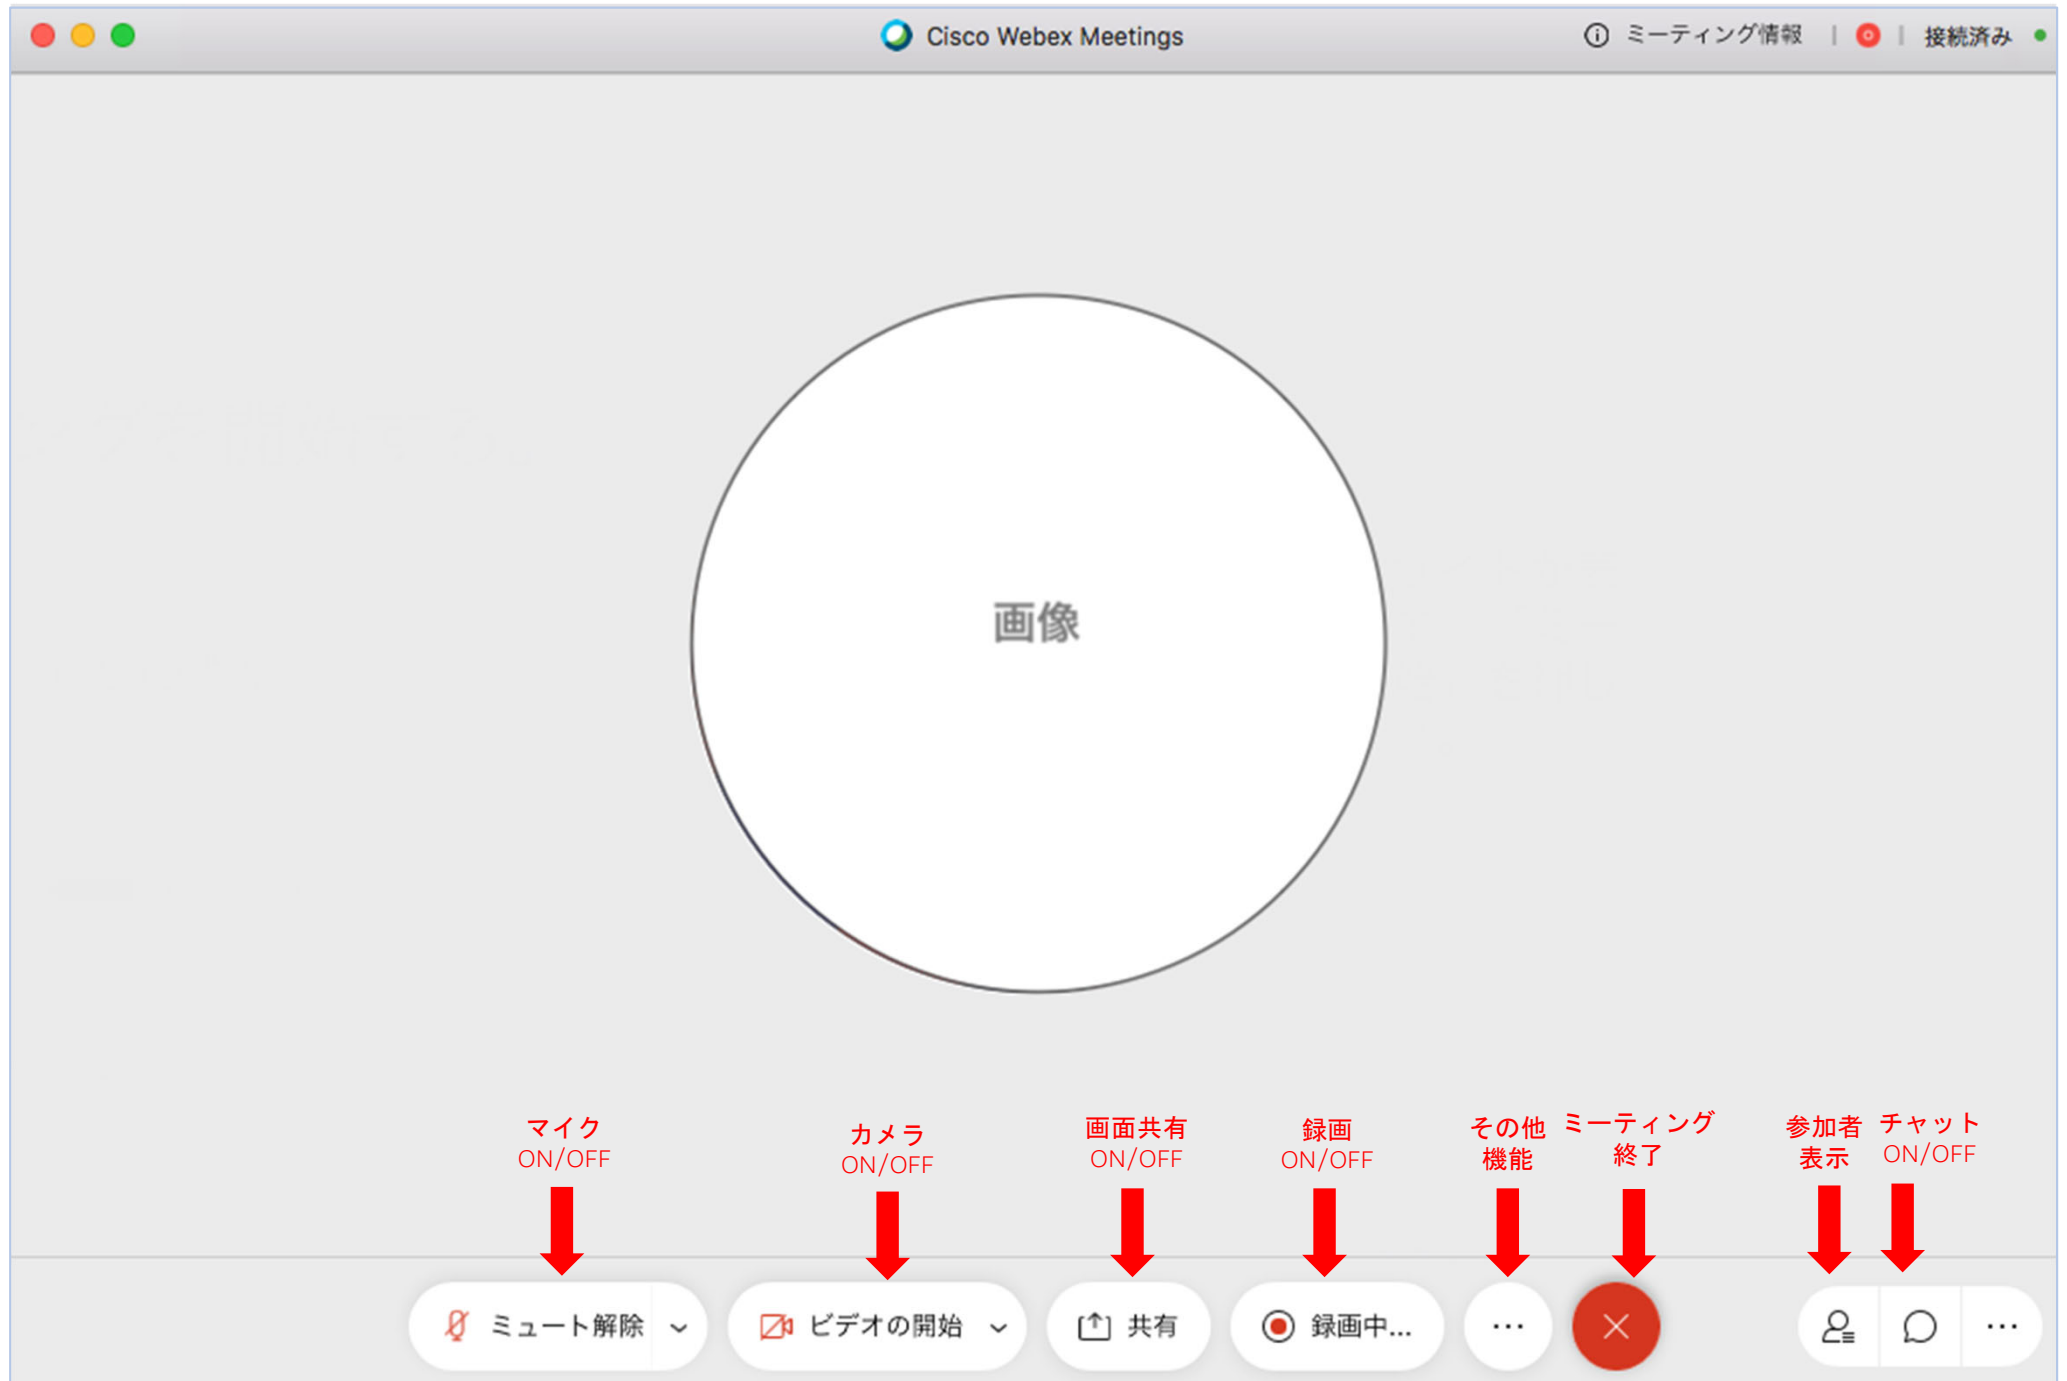 Cisco Webex Meetings
ミーティング情報
接続済み
画像
マイク
ON/OFF
カメラ
ON/OFF
画面共有
ON/OFF
録画
ON/OFF
その他
機能
ミーティング
終了
参加者
表示
チャット
ON/OFF
ミュート解除
ビデオの開始
共有
録画中...